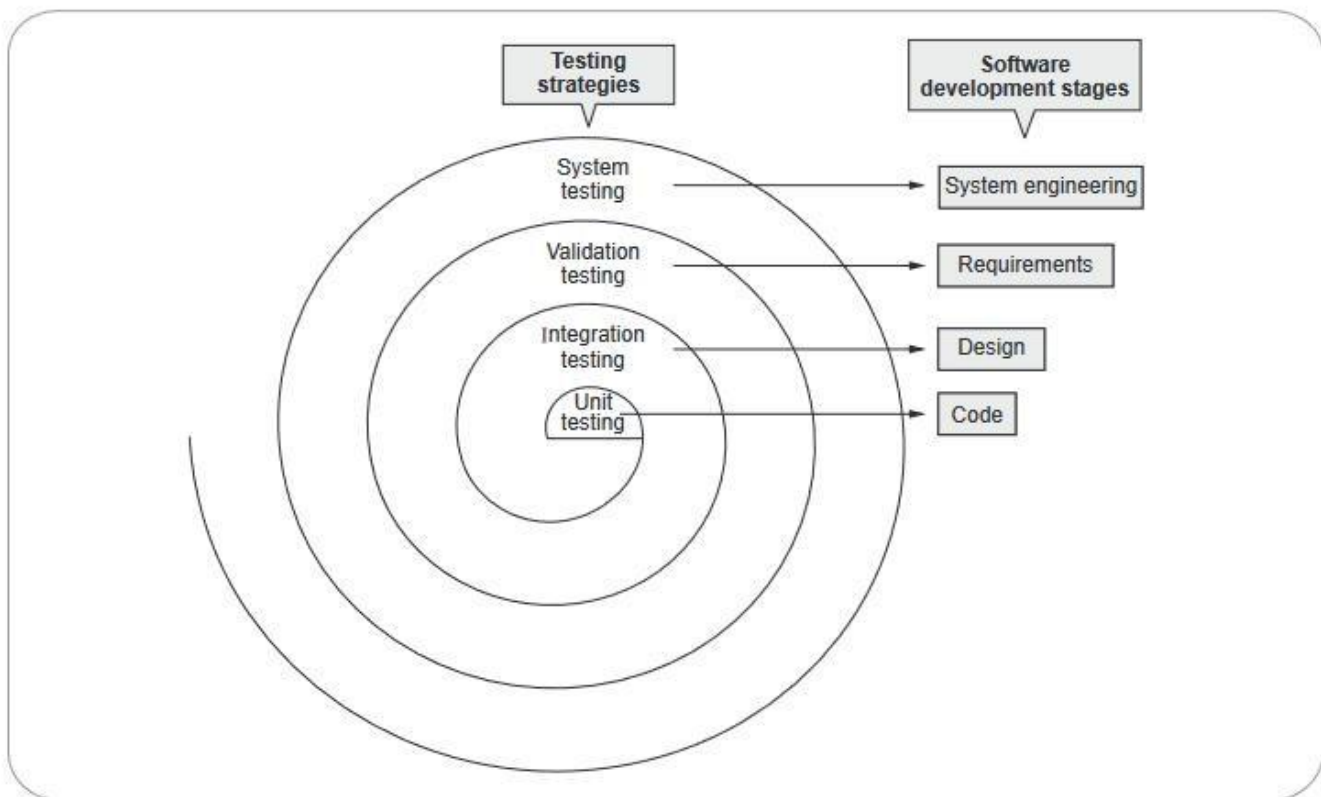 Testing
strategies
Software
development stages
System
testing
System engineering
Validation
testing
Requirements
Integration
testing
Design
Unit
testing
Code